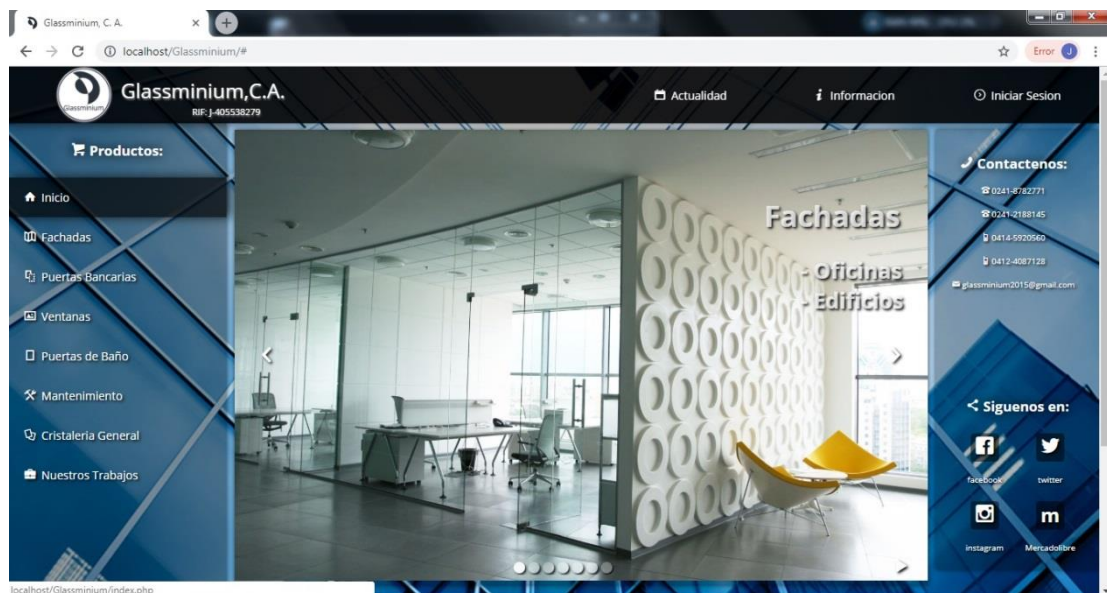 Glassminium, C. A.
localhost/Glassminium/#
Error
J
Glassminium
Glassminium,C.A.
RIF: J-405538279
Actualidad
Informacion
Iniciar Sesion
Productos:
Inicio
Fachadas
Puertas Bancarias
Ventanas
Puertas de Baño
Mantenimiento
Cristaleria General
Nuestros Trabajos
Fachadas
- Oficinas
- Edificios
Contactenos:
0241-8782771
0241-2188145
0414-5920560
0412-4087128
glassminium2015@gmail.com
Siguenos en:
facebook
twitter
instagram
m
Mercadolibre
localhost/Glassminium/index.php